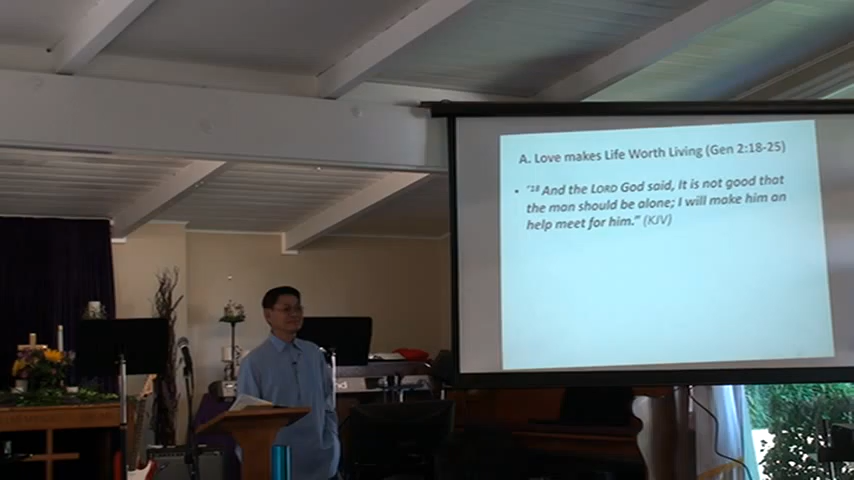 A. Love makes Life Worth Living (Gen 2:18-25)
• "18 And the LORD God said, It is not good that
the man should be alone; I will make him an
help meet for him." (KJV)